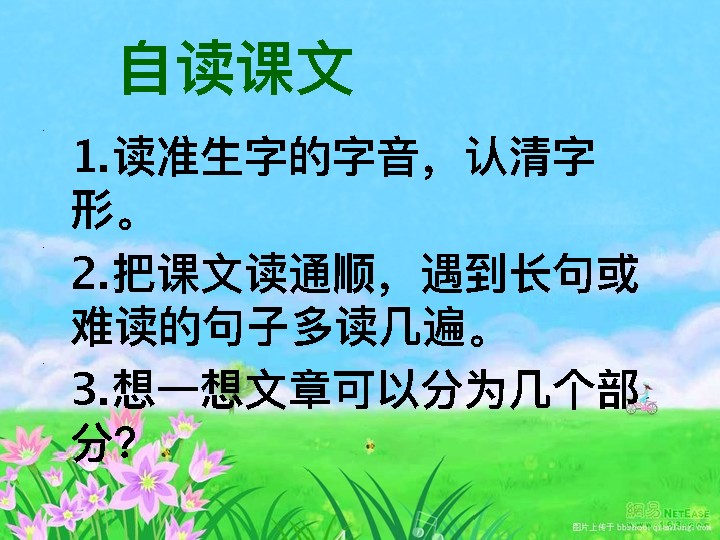 自读课文
1.读准生字的字音，认清字
形。
2.把课文读通顺，遇到长句或
难读的句子多读几遍。
3.想一想文章可以分为几个部
分？
網易 NETEASE
图片上传于